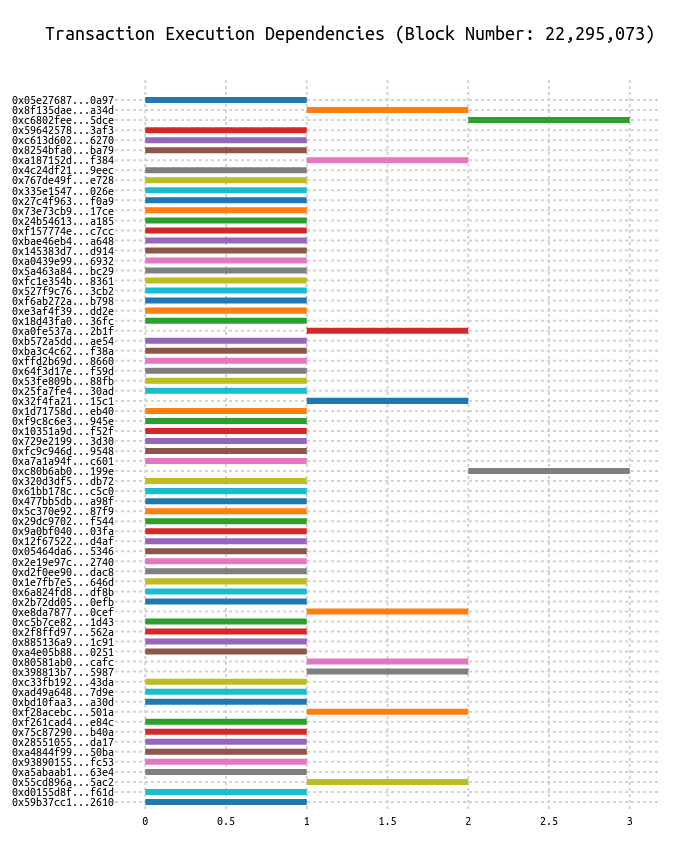 Transaction Execution Dependencies (Block Number: 22,295,073)
0x05e27687...0a97
0x8f135dae...a34d
0xc6802fee...5dce
0x59642578...3af3
0xc613d602...6270
0x8254bfa0...ba79
0xa187152d...f384
0x4c24df21...9eec
0x767de49f...e728
0x335e1547...026e
0x27c4f963...f0a9
0x73e73cb9...17ce
0x24b54613...a185
0xf157774e...c7cc
0xbae46eb4...a648
0x145383d7...d914
0xa0439e99...6932
0x5a463a84...bc29
0xfc1e354b...8361
0x527f9c76...3cb2
0xf6ab272a...b798
0xe3af4f39...dd2e
0x18d43fa0...36fc
0xa0fe537a...2b1f
0xb572a5dd...ae54
0xba3c4c62...f38a
0xffd2b69d...8660
0x64f3d17e...f59d
0x53fe809b...88fb
0x25fa7fe4...30ad
0x32f4fa21...15c1
0x1d71758d...eb40
0xf9c8c6e3...945e
0x10351a9d...f52f
0x729e2199...3d30
0xfc9c946d...9548
0xa7a1a94f...c601
0xc80b6ab0...199e
0x320d3df5...db72
0x61bb178c...c5c0
0x477bb5db...a98f
0x5c370e92...87f9
0x29dc9702...f544
0x9a0bf040...03fa
0x12f67522...d4af
0x05464da6...5346
0x2e19e97c...2740
0xd2f0ee90...dac8
0x1e7fb7e5...646d
0x6a824fd8...df8b
0x2b72dd05...0efb
0xe8da7877...0cef
0xc5b7ce82...1d43
0x2f8ffd97...562a
0x885136a9...1c91
0xa4e05b88...0251
0x80581ab0...cafc
0x398813b7...5987
0xc33fb192...43da
0xad49a648...7d9e
0xbd10faa3...a30d
0xf28acebc...501a
0xf261cad4...e84c
0x75c87290...b40a
0x28551055...da17
0xa4844f99...50ba
0x93890155...fc53
0xa5abaab1...63e4
0x55cd896a...5ac2
0xd0155d8f...f61d
0x59b37cc1...2610
0 0.5 1 1.5 2 2.5 3